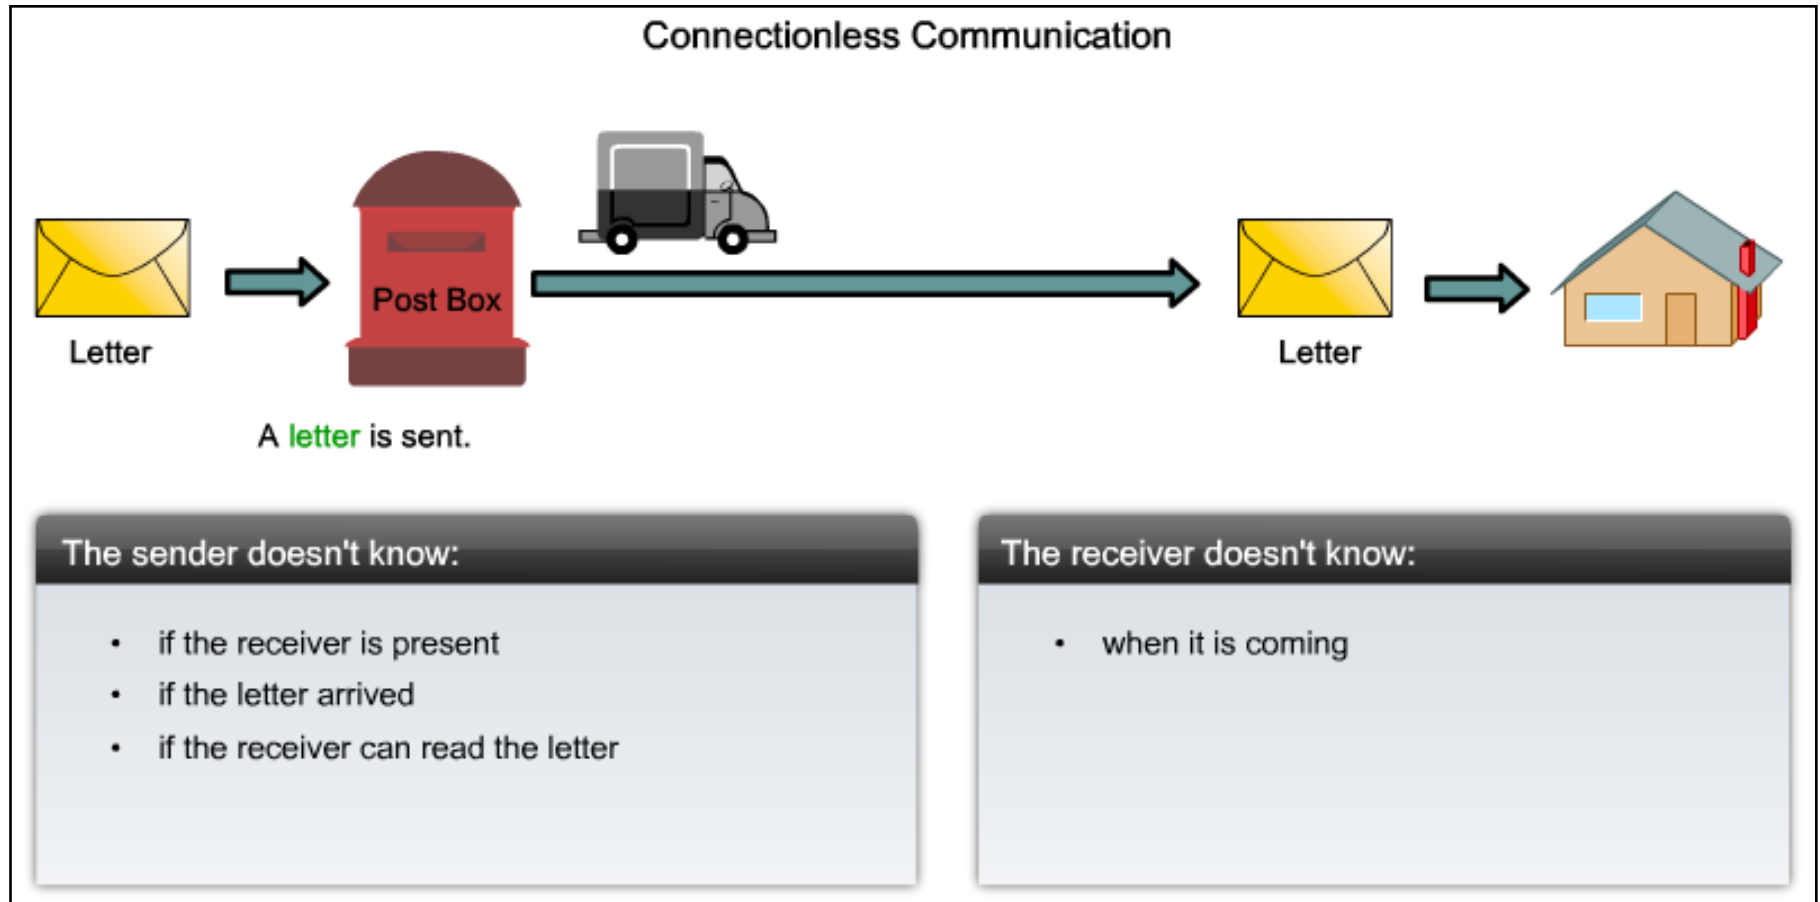 Connectionless Communication
Post Box
Letter
Letter
A letter is sent.
The sender doesn't know:
• if the receiver is present
• if the letter arrived
• if the receiver can read the letter
The receiver doesn't know:
• when it is coming